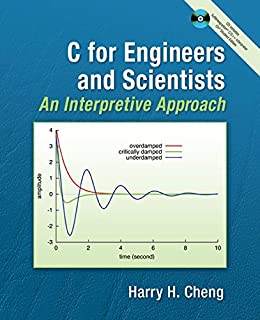 C for Engineers
and Scientists
An Interpretive Approach
4
3
2
1
0
-1
-2
-3
amplitude
overdamped
critically damped
underdamped
0
2
4
6
8
10
time (second)
Harry H. Cheng